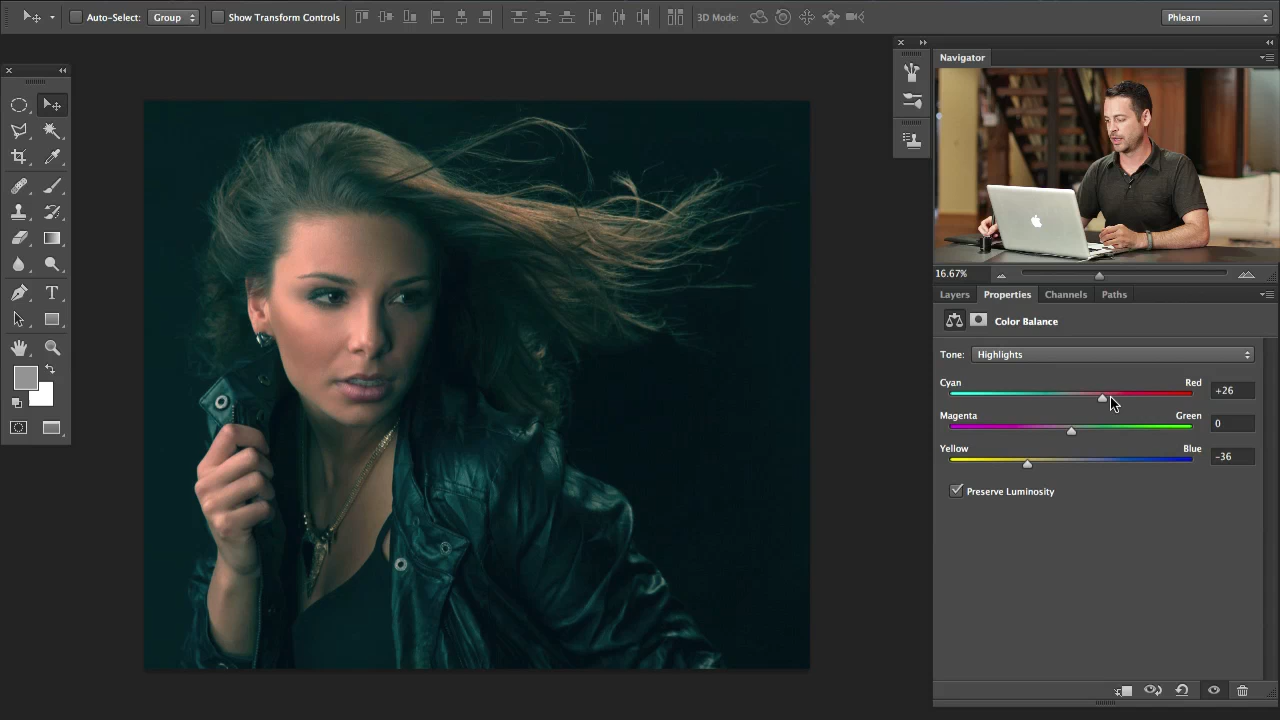 Auto-Select: Group Show Transform Controls 3D Mode: Phlearn
Navigator
16.67%
Layers Properties Channels Paths
Color Balance
Tone: Highlights
Cyan Red +26
Magenta Green 0
Yellow Blue -36
Preserve Luminosity
T